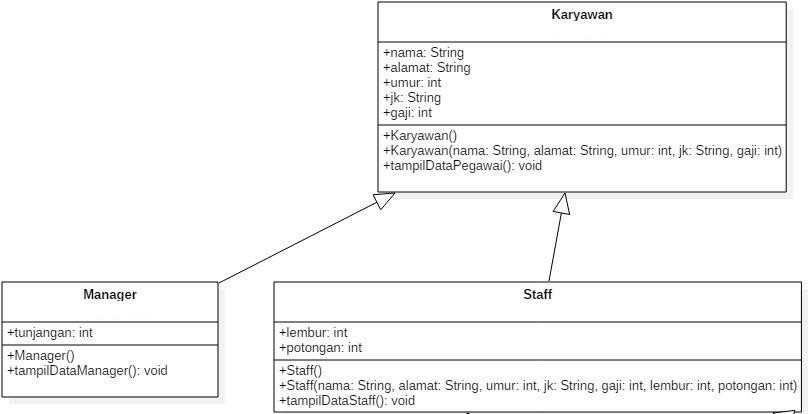 Karyawan
+nama: String
+alamat: String
+umur: int
+jk: String
+gaji: int
+Karyawan()
+Karyawan(nama: String, alamat: String, umur: int, jk: String, gaji: int)
+tampilDataPegawai(): void
Manager
+tunjangan: int
+Manager()
+tampilDataManager(): void
Staff
+lembur: int
+potongan: int
+Staff()
+Staff(nama: String, alamat: String, umur: int, jk: String, gaji: int, lembur: int, potongan: int)
+tampilDataStaff(): void